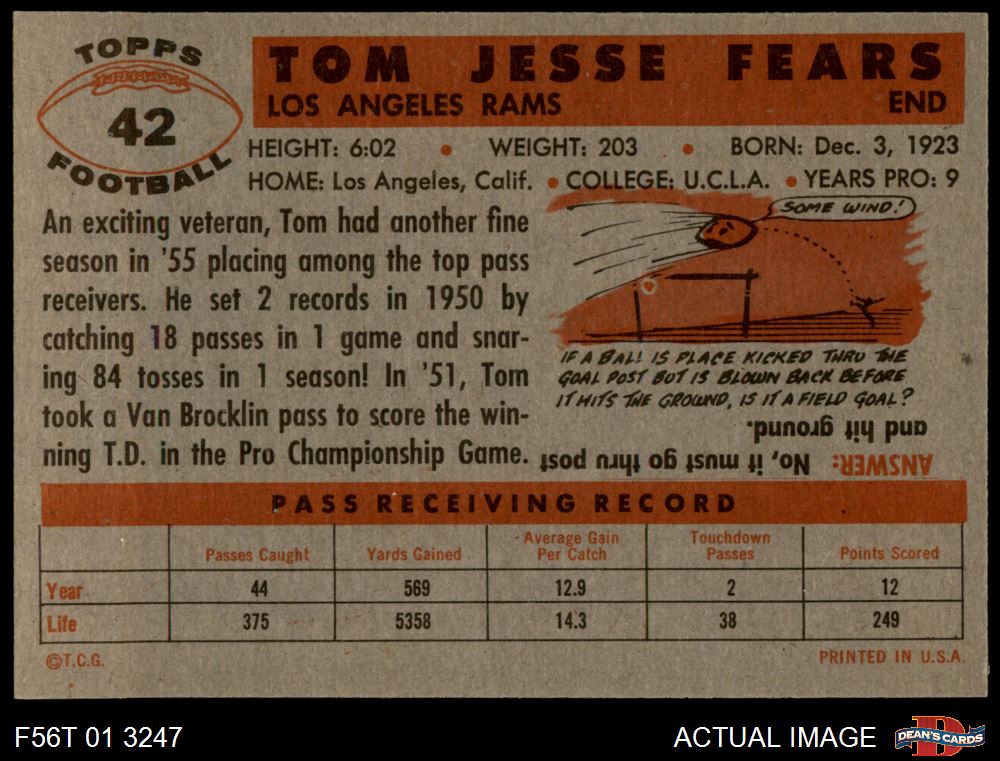 TOPPS
42
FOOTBALL
TOM JESSE FEARS
LOS ANGELES RAMS END
HEIGHT: 6:02 • WEIGHT: 203 • BORN: Dec. 3, 1923
HOME: Los Angeles, Calif. • COLLEGE: U.C.L.A. • YEARS PRO: 9
An exciting veteran, Tom had another fine
season in '55 placing among the top pass
receivers. He set 2 records in 1950 by
catching 18 passes in 1 game and snar-
ing 84 tosses in 1 season! In '51, Tom
took a Van Brocklin pass to score the win-
ning T.D. in the Pro Championship Game.
SOME WIND!
IF A BALL IS PLACE KICKED THRU THE
GOAL POST BUT IS BLOWN BACK BEFORE
IT HITS THE GROUND, IS IT A FIELD GOAL?
ANSWER: No, it must go thru post
and hit ground.
PASS RECEIVING RECORD
Passes Caught Yards Gained Average Gain Per Catch Touchdown Passes Points Scored
Year 44 569 12.9 2 12
Life 375 5358 14.3 38 249
©T.C.G. PRINTED IN U.S.A.
F56T 01 3247 ACTUAL IMAGE D DEAN'S CARDS